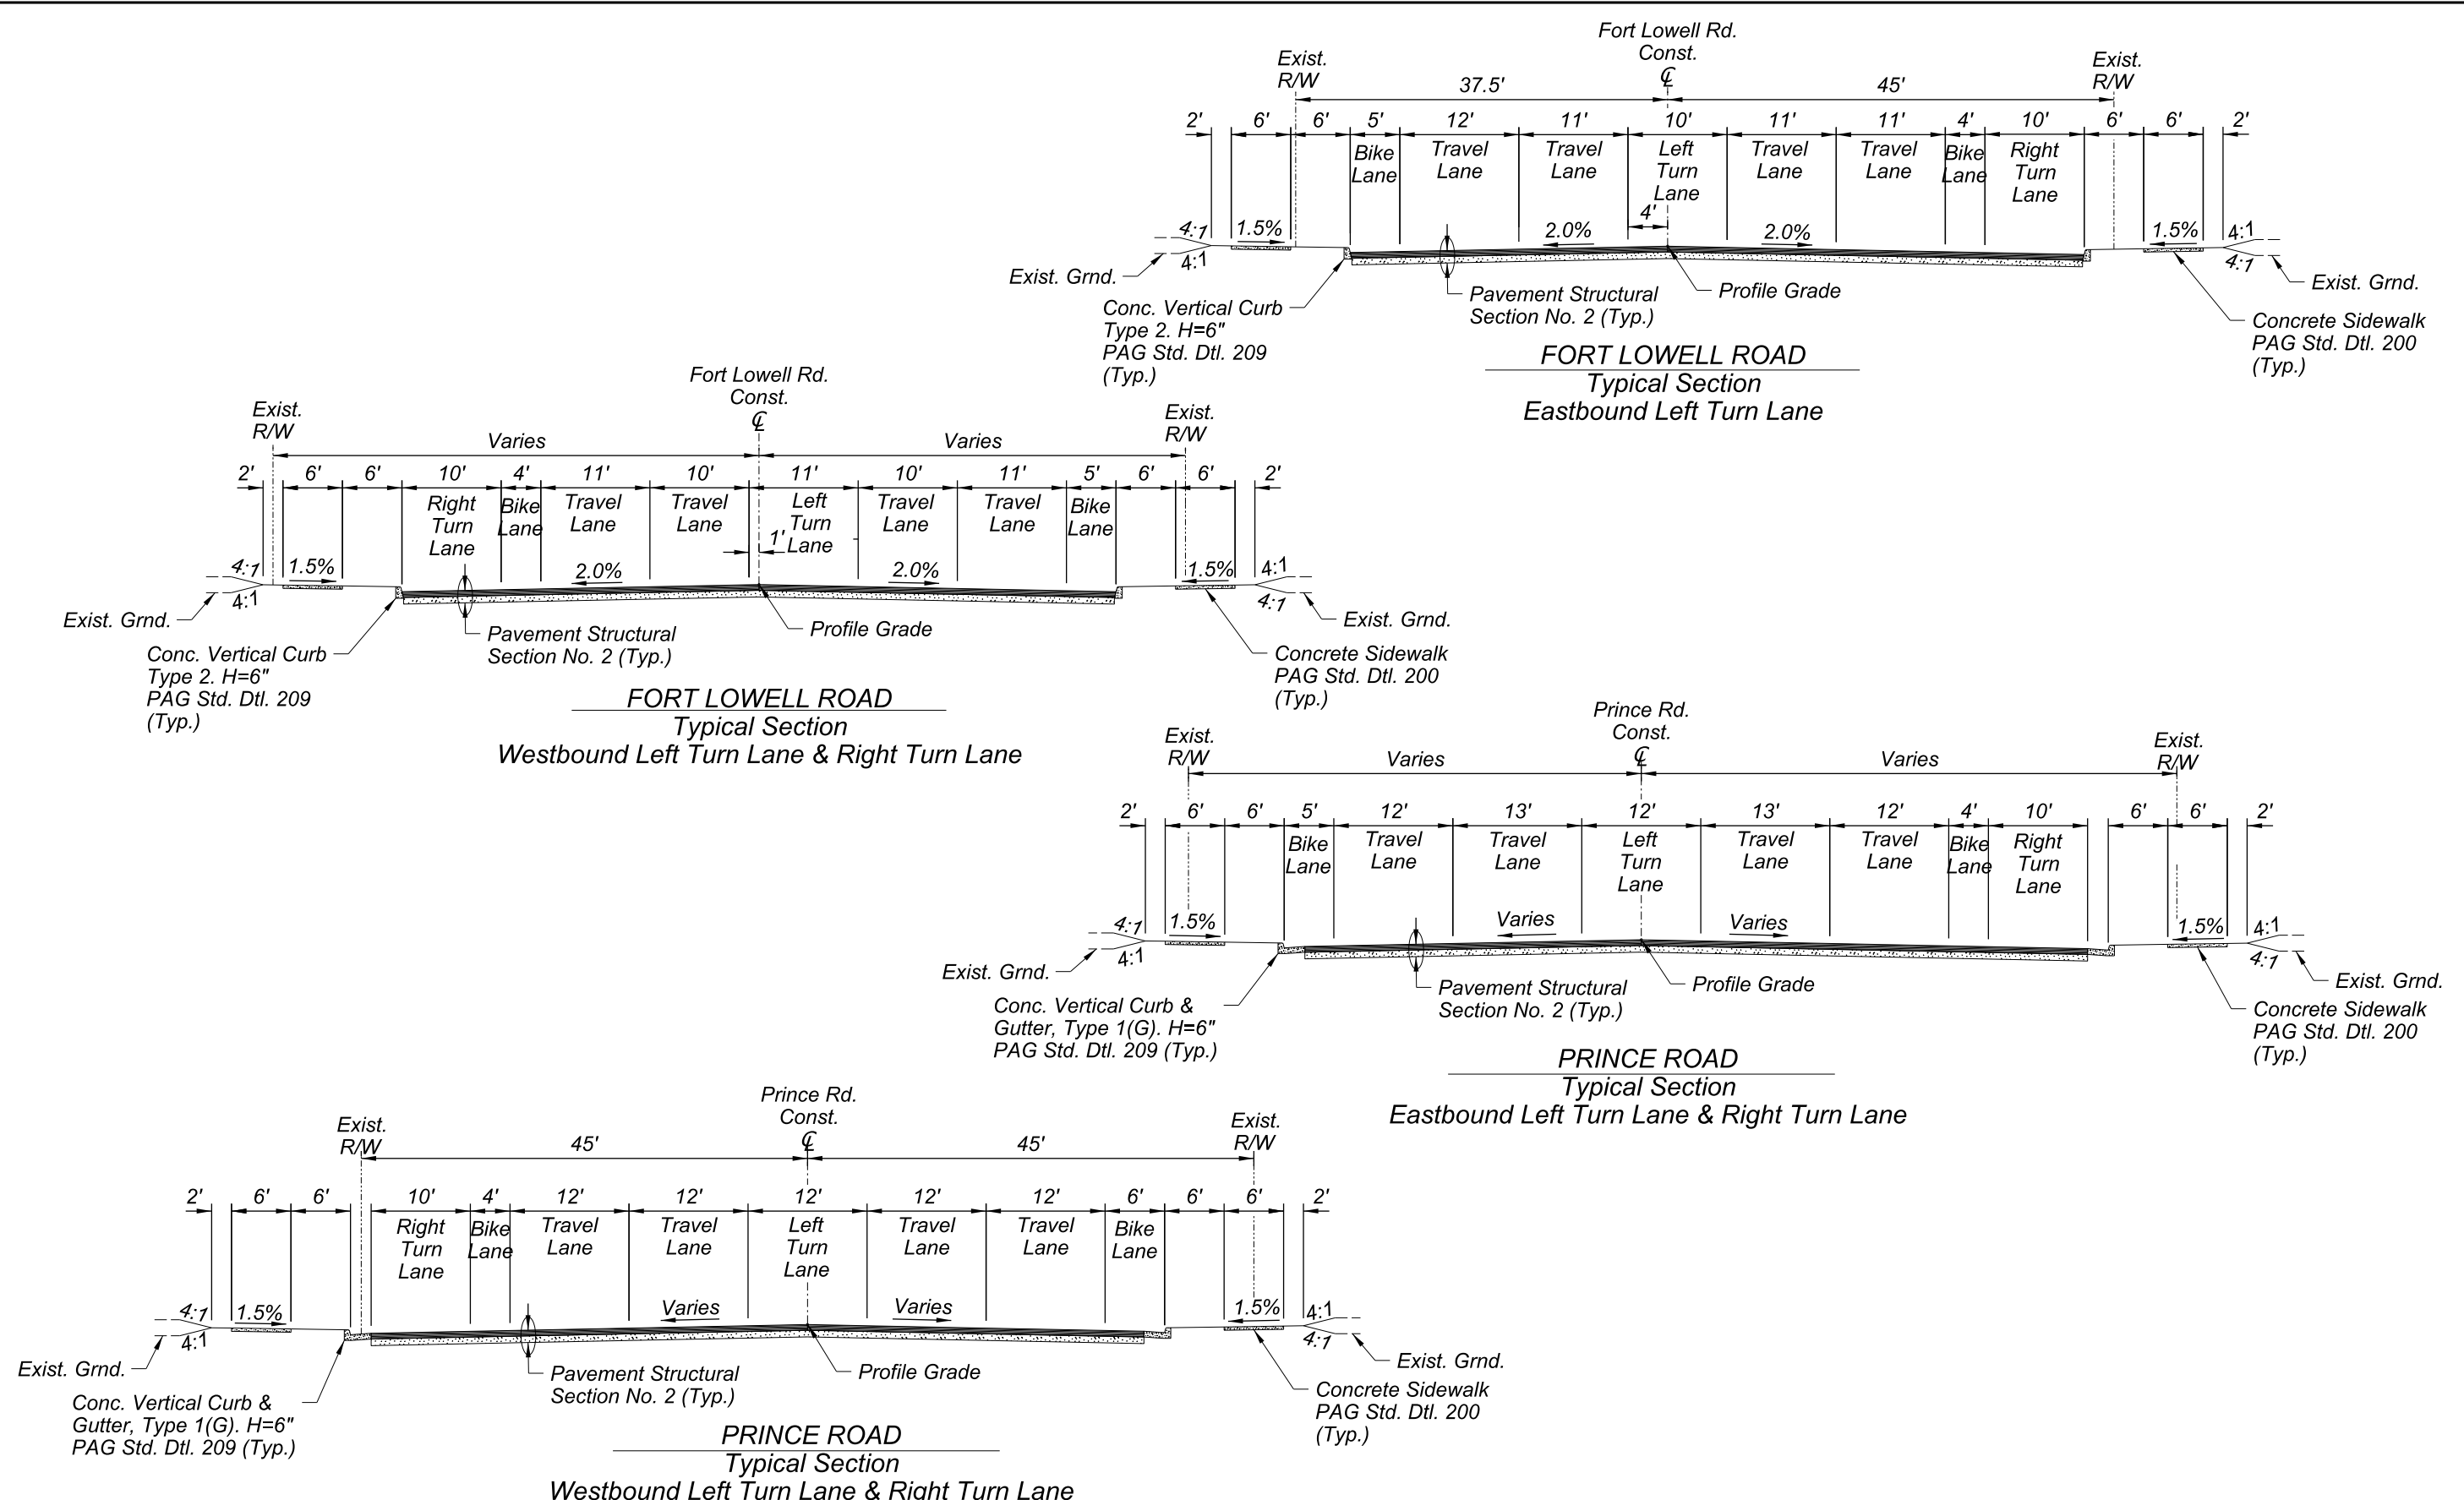 Fort Lowell Rd.
Const.
℄
Exist.
R/W
Exist.
R/W
37.5' 45'
2' 6' 6' 5' 12' 11' 10' 11' 11' 4' 10' 6' 6' 2'
Bike
Lane
Travel
Lane
Travel
Lane
Left
Turn
Lane
Travel
Lane
Travel
Lane
Bike
Lane
Right
Turn
Lane
4'
4:1 1.5% 2.0% 2.0% 1.5% 4:1
4:1 4:1
Exist. Grnd.
Conc. Vertical Curb
Type 2. H=6"
PAG Std. Dtl. 209
(Typ.)
Pavement Structural
Section No. 2 (Typ.)
Profile Grade
Exist. Grnd.
Concrete Sidewalk
PAG Std. Dtl. 200
(Typ.)
FORT LOWELL ROAD
Typical Section
Eastbound Left Turn Lane
Fort Lowell Rd.
Const.
℄
Exist.
R/W
Exist.
R/W
Varies Varies
2' 6' 6' 10' 4' 11' 10' 11' 10' 11' 5' 6' 6' 2'
Right
Turn
Lane
Bike
Lane
Travel
Lane
Travel
Lane
Left
Turn
Lane
Travel
Lane
Travel
Lane
Bike
Lane
1'
4:1 1.5% 2.0% 2.0% 1.5% 4:1
4:1 4:1
Exist. Grnd.
Conc. Vertical Curb
Type 2. H=6"
PAG Std. Dtl. 209
(Typ.)
Pavement Structural
Section No. 2 (Typ.)
Profile Grade
Exist. Grnd.
Concrete Sidewalk
PAG Std. Dtl. 200
(Typ.)
FORT LOWELL ROAD
Typical Section
Westbound Left Turn Lane & Right Turn Lane
Prince Rd.
Const.
℄
Exist.
R/W
Exist.
R/W
Varies Varies
2' 6' 6' 5' 12' 13' 12' 13' 12' 4' 10' 6' 6' 2'
Bike
Lane
Travel
Lane
Travel
Lane
Left
Turn
Lane
Travel
Lane
Travel
Lane
Bike
Lane
Right
Turn
Lane
4:1 1.5% Varies Varies 1.5% 4:1
4:1 4:1
Exist. Grnd.
Conc. Vertical Curb &
Gutter, Type 1(G). H=6"
PAG Std. Dtl. 209 (Typ.)
Pavement Structural
Section No. 2 (Typ.)
Profile Grade
Exist. Grnd.
Concrete Sidewalk
PAG Std. Dtl. 200
(Typ.)
PRINCE ROAD
Typical Section
Eastbound Left Turn Lane & Right Turn Lane
Prince Rd.
Const.
℄
Exist.
R/W
Exist.
R/W
45' 45'
2' 6' 6' 10' 4' 12' 12' 12' 12' 12' 6' 6' 6' 2'
Right
Turn
Lane
Bike
Lane
Travel
Lane
Travel
Lane
Left
Turn
Lane
Travel
Lane
Travel
Lane
Bike
Lane
4:1 1.5% Varies Varies 1.5% 4:1
4:1 4:1
Exist. Grnd.
Conc. Vertical Curb &
Gutter, Type 1(G). H=6"
PAG Std. Dtl. 209 (Typ.)
Pavement Structural
Section No. 2 (Typ.)
Profile Grade
Exist. Grnd.
Concrete Sidewalk
PAG Std. Dtl. 200
(Typ.)
PRINCE ROAD
Typical Section
Westbound Left Turn Lane & Right Turn Lane